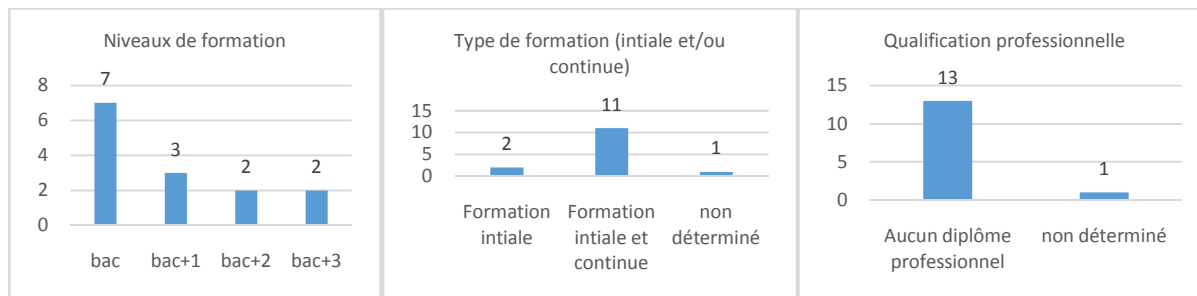 Niveaux de formation
7
8
6
3
4
2
2
2
0
bac
bac+1
bac+2
bac+3
Type de formation (intiale et/ou
continue)
11
15
2
10
1
5
0
Formation
intiale
Formation
intiale et
continue
non
déterminé
Qualification professionnelle
13
15
10
5
1
0
Aucun diplôme
professionnel
non déterminé